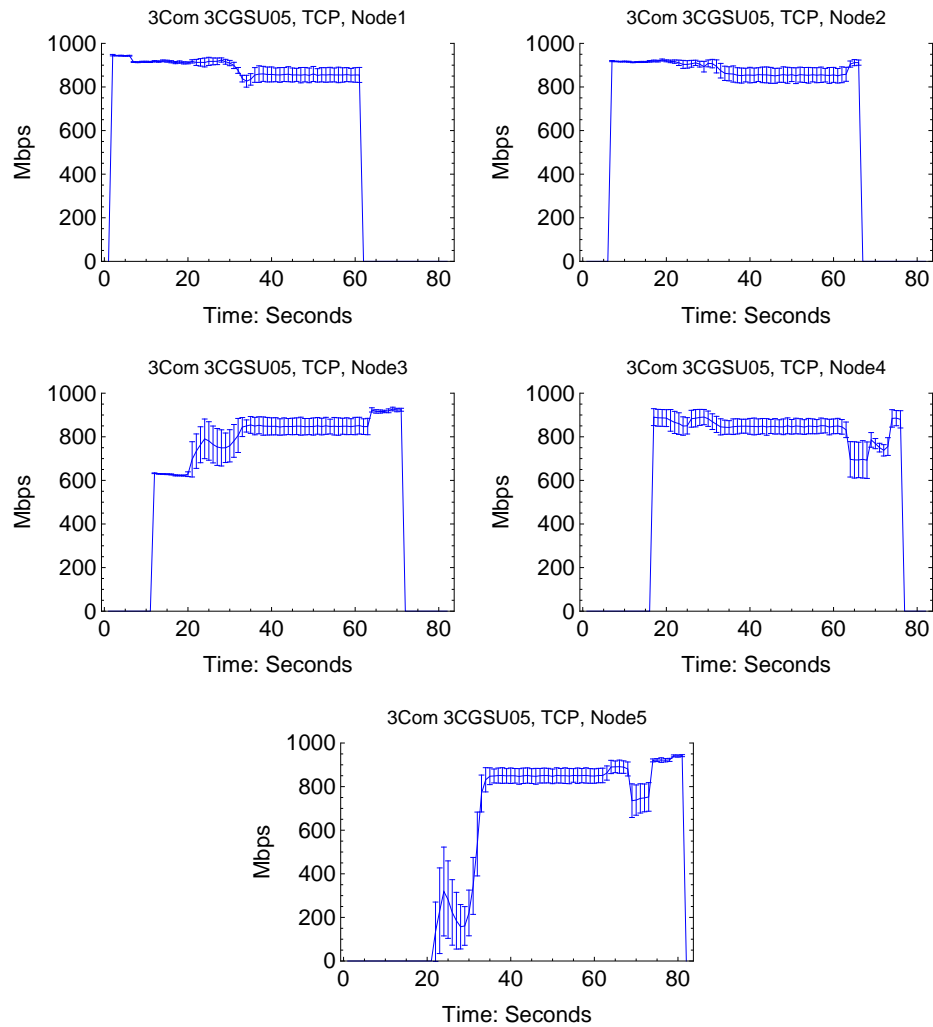 3Com 3CGSU05, TCP, Node1
1000
800
600
400
200
0
Mbps
0 20 40 60 80
Time: Seconds
3Com 3CGSU05, TCP, Node2
1000
800
600
400
200
0
Mbps
0 20 40 60 80
Time: Seconds
3Com 3CGSU05, TCP, Node3
1000
800
600
400
200
0
Mbps
0 20 40 60 80
Time: Seconds
3Com 3CGSU05, TCP, Node4
1000
800
600
400
200
0
Mbps
0 20 40 60 80
Time: Seconds
3Com 3CGSU05, TCP, Node5
1000
800
600
400
200
0
Mbps
0 20 40 60 80
Time: Seconds